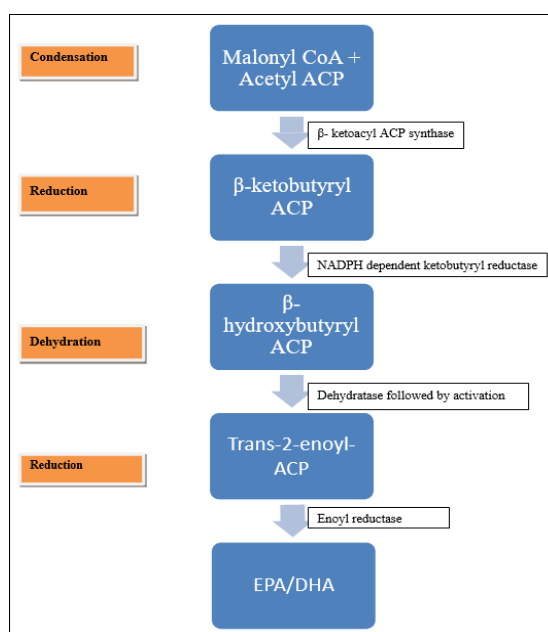 Condensation
Malonyl CoA +
Acetyl ACP
β- ketoacyl ACP synthase
Reduction
β-ketobutyryl
ACP
NADPH dependent ketobutyryl reductase
β-
hydroxybutyryl
ACP
Dehydration
Dehydratase followed by activation
Trans-2-enoyl-
ACP
Reduction
Enoyl reductase
EPA/DHA